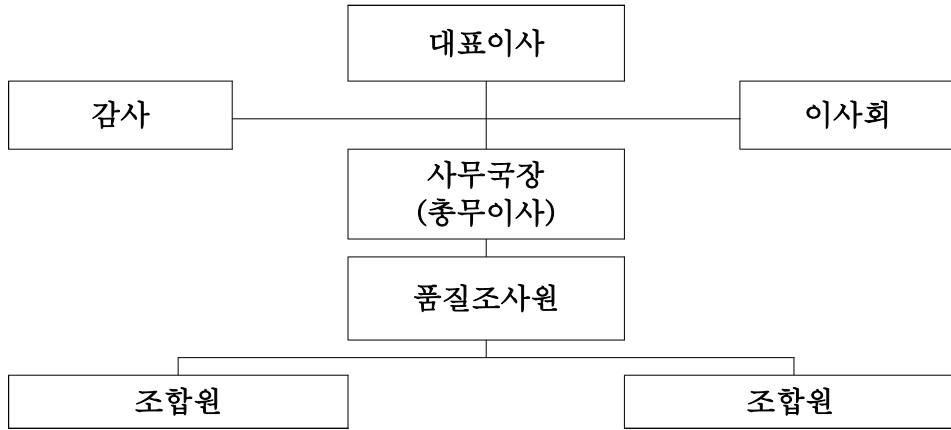 대표이사
감사
이사회
사무국장
(총무이사)
품질조사원
조합원
조합원